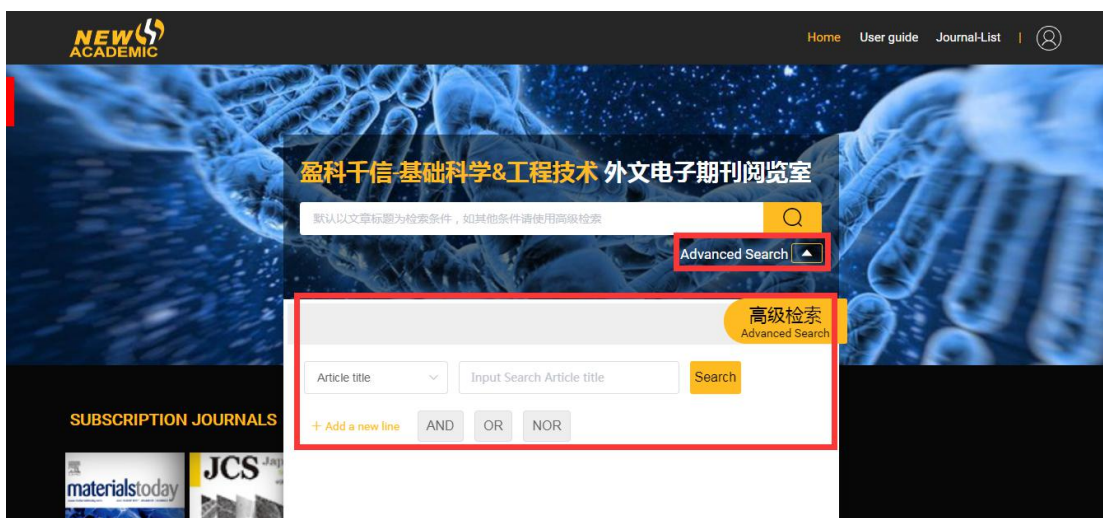 NEW
ACADEMIC
Home User guide Journal-List |
盈科千信-基础科学&工程技术 外文电子期刊阅览室
默认以文章标题为检索条件，如其他条件请使用高级检索
Advanced Search
高级检索
Advanced Search
Article title
Input Search Article title
Search
+ Add a new line AND OR NOR
SUBSCRIPTION JOURNALS
materialstoday
JCS